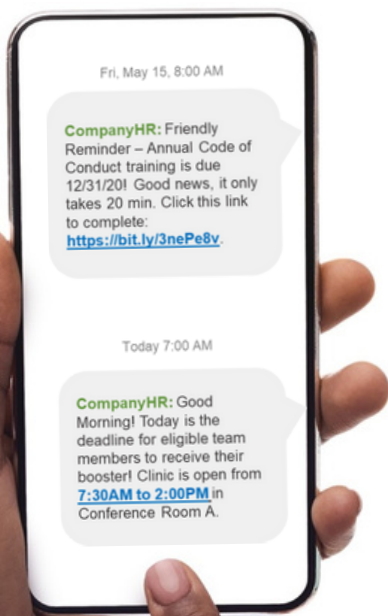 Fri, May 15, 8:00 AM
CompanyHR: Friendly
Reminder – Annual Code of
Conduct training is due
12/31/20! Good news, it only
takes 20 min. Click this link
to complete:
https://bit.ly/3nePe8v.
Today 7:00 AM
CompanyHR: Good
Morning! Today is the
deadline for eligible team
members to receive their
booster! Clinic is open from
7:30AM to 2:00PM in
Conference Room A.